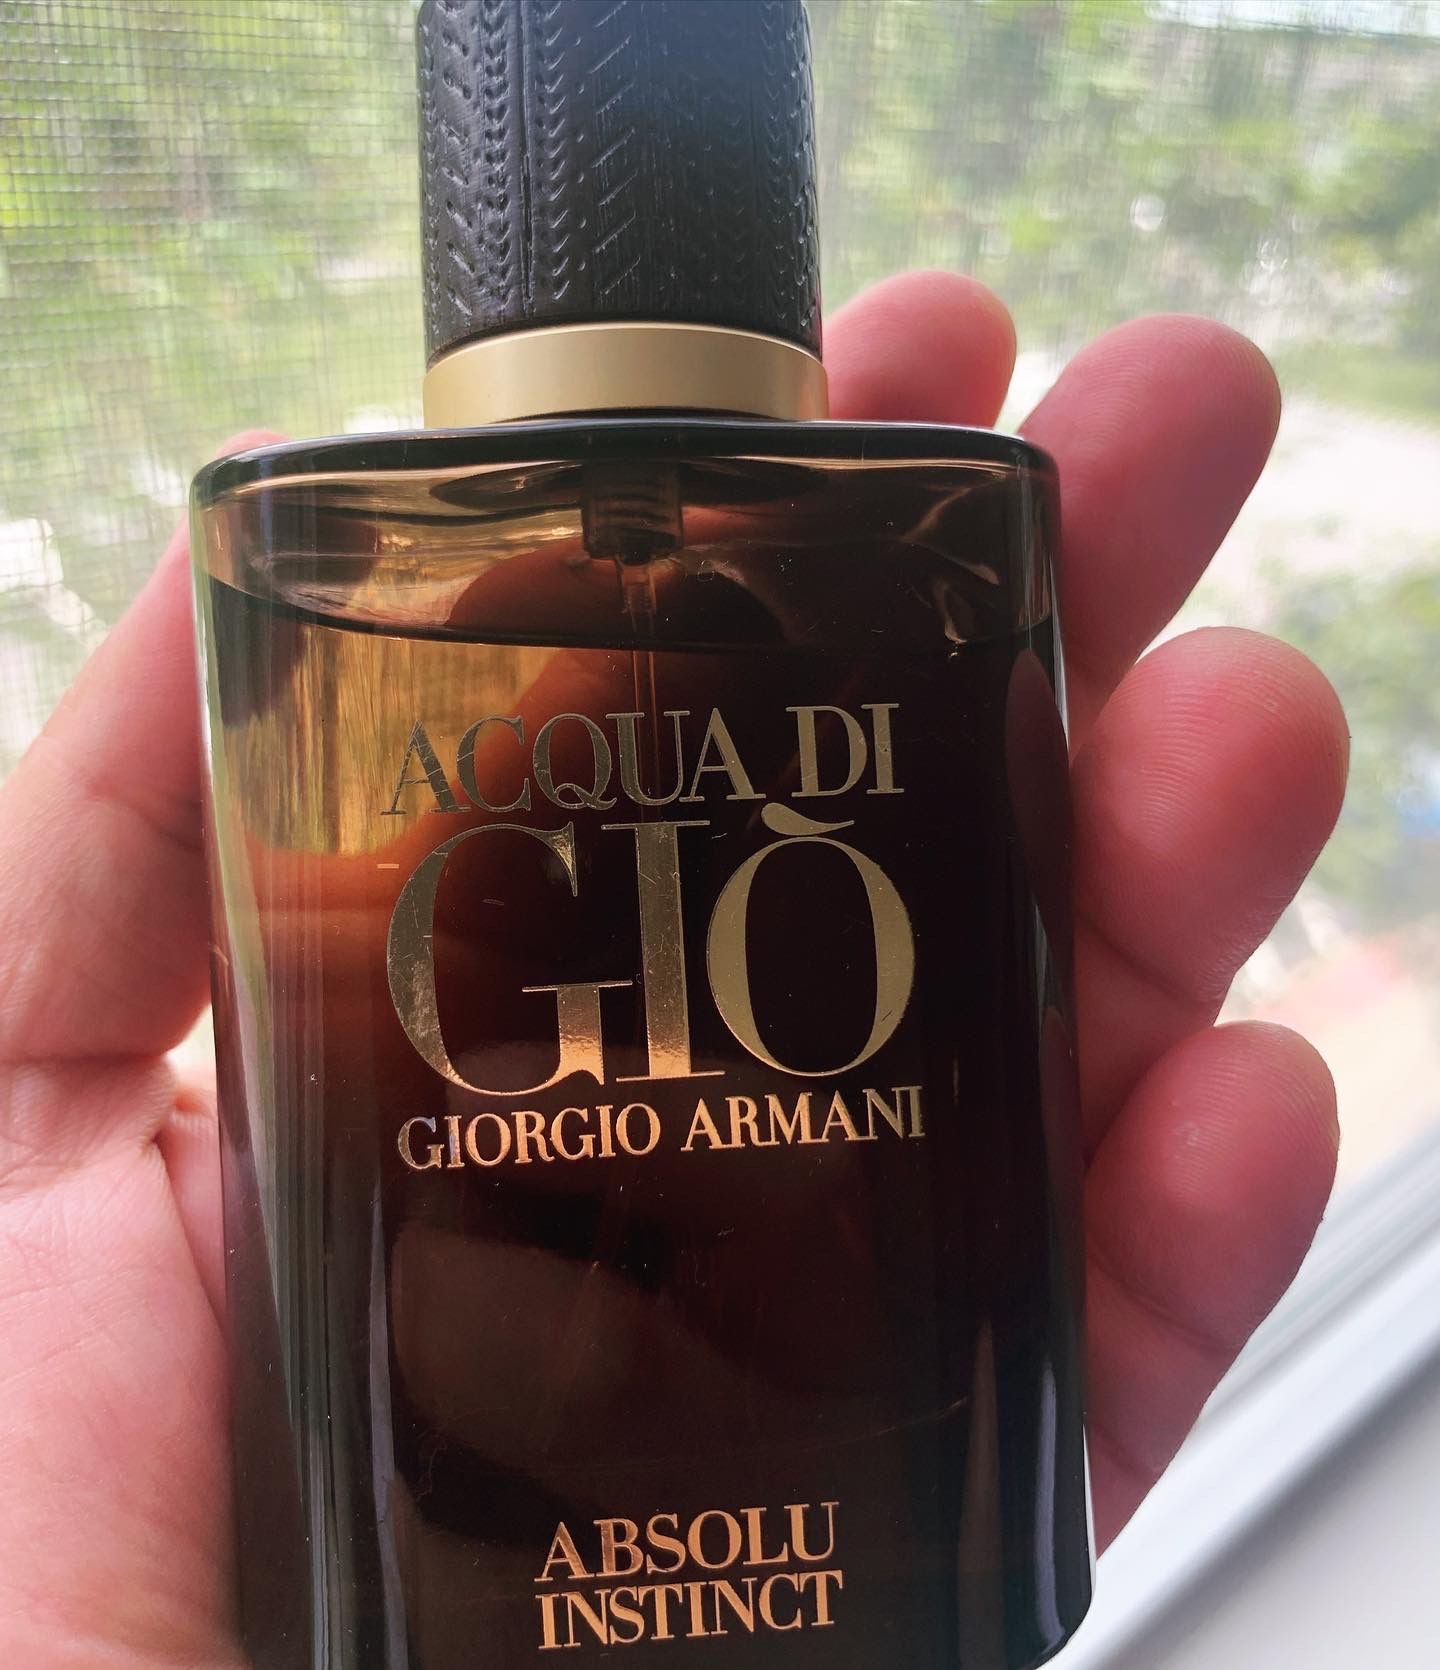 ACQUA DI
GIÒ
GIORGIO ARMANI
ABSOLU
INSTINCT